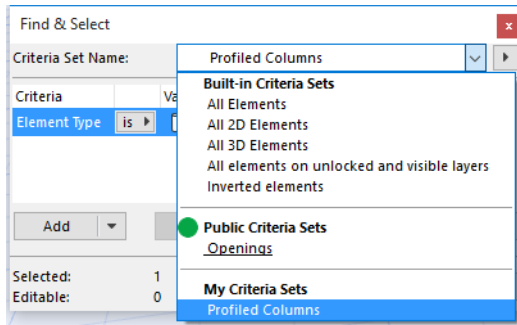 Find & Select
x
Criteria Set Name: Profiled Columns
Built-in Criteria Sets
Criteria Va All Elements
Element Type is All 2D Elements
All 3D Elements
All elements on unlocked and visible layers
Inverted elements
Add Public Criteria Sets
Openings
Selected: 1
My Criteria Sets
Editable: 0
Profiled Columns